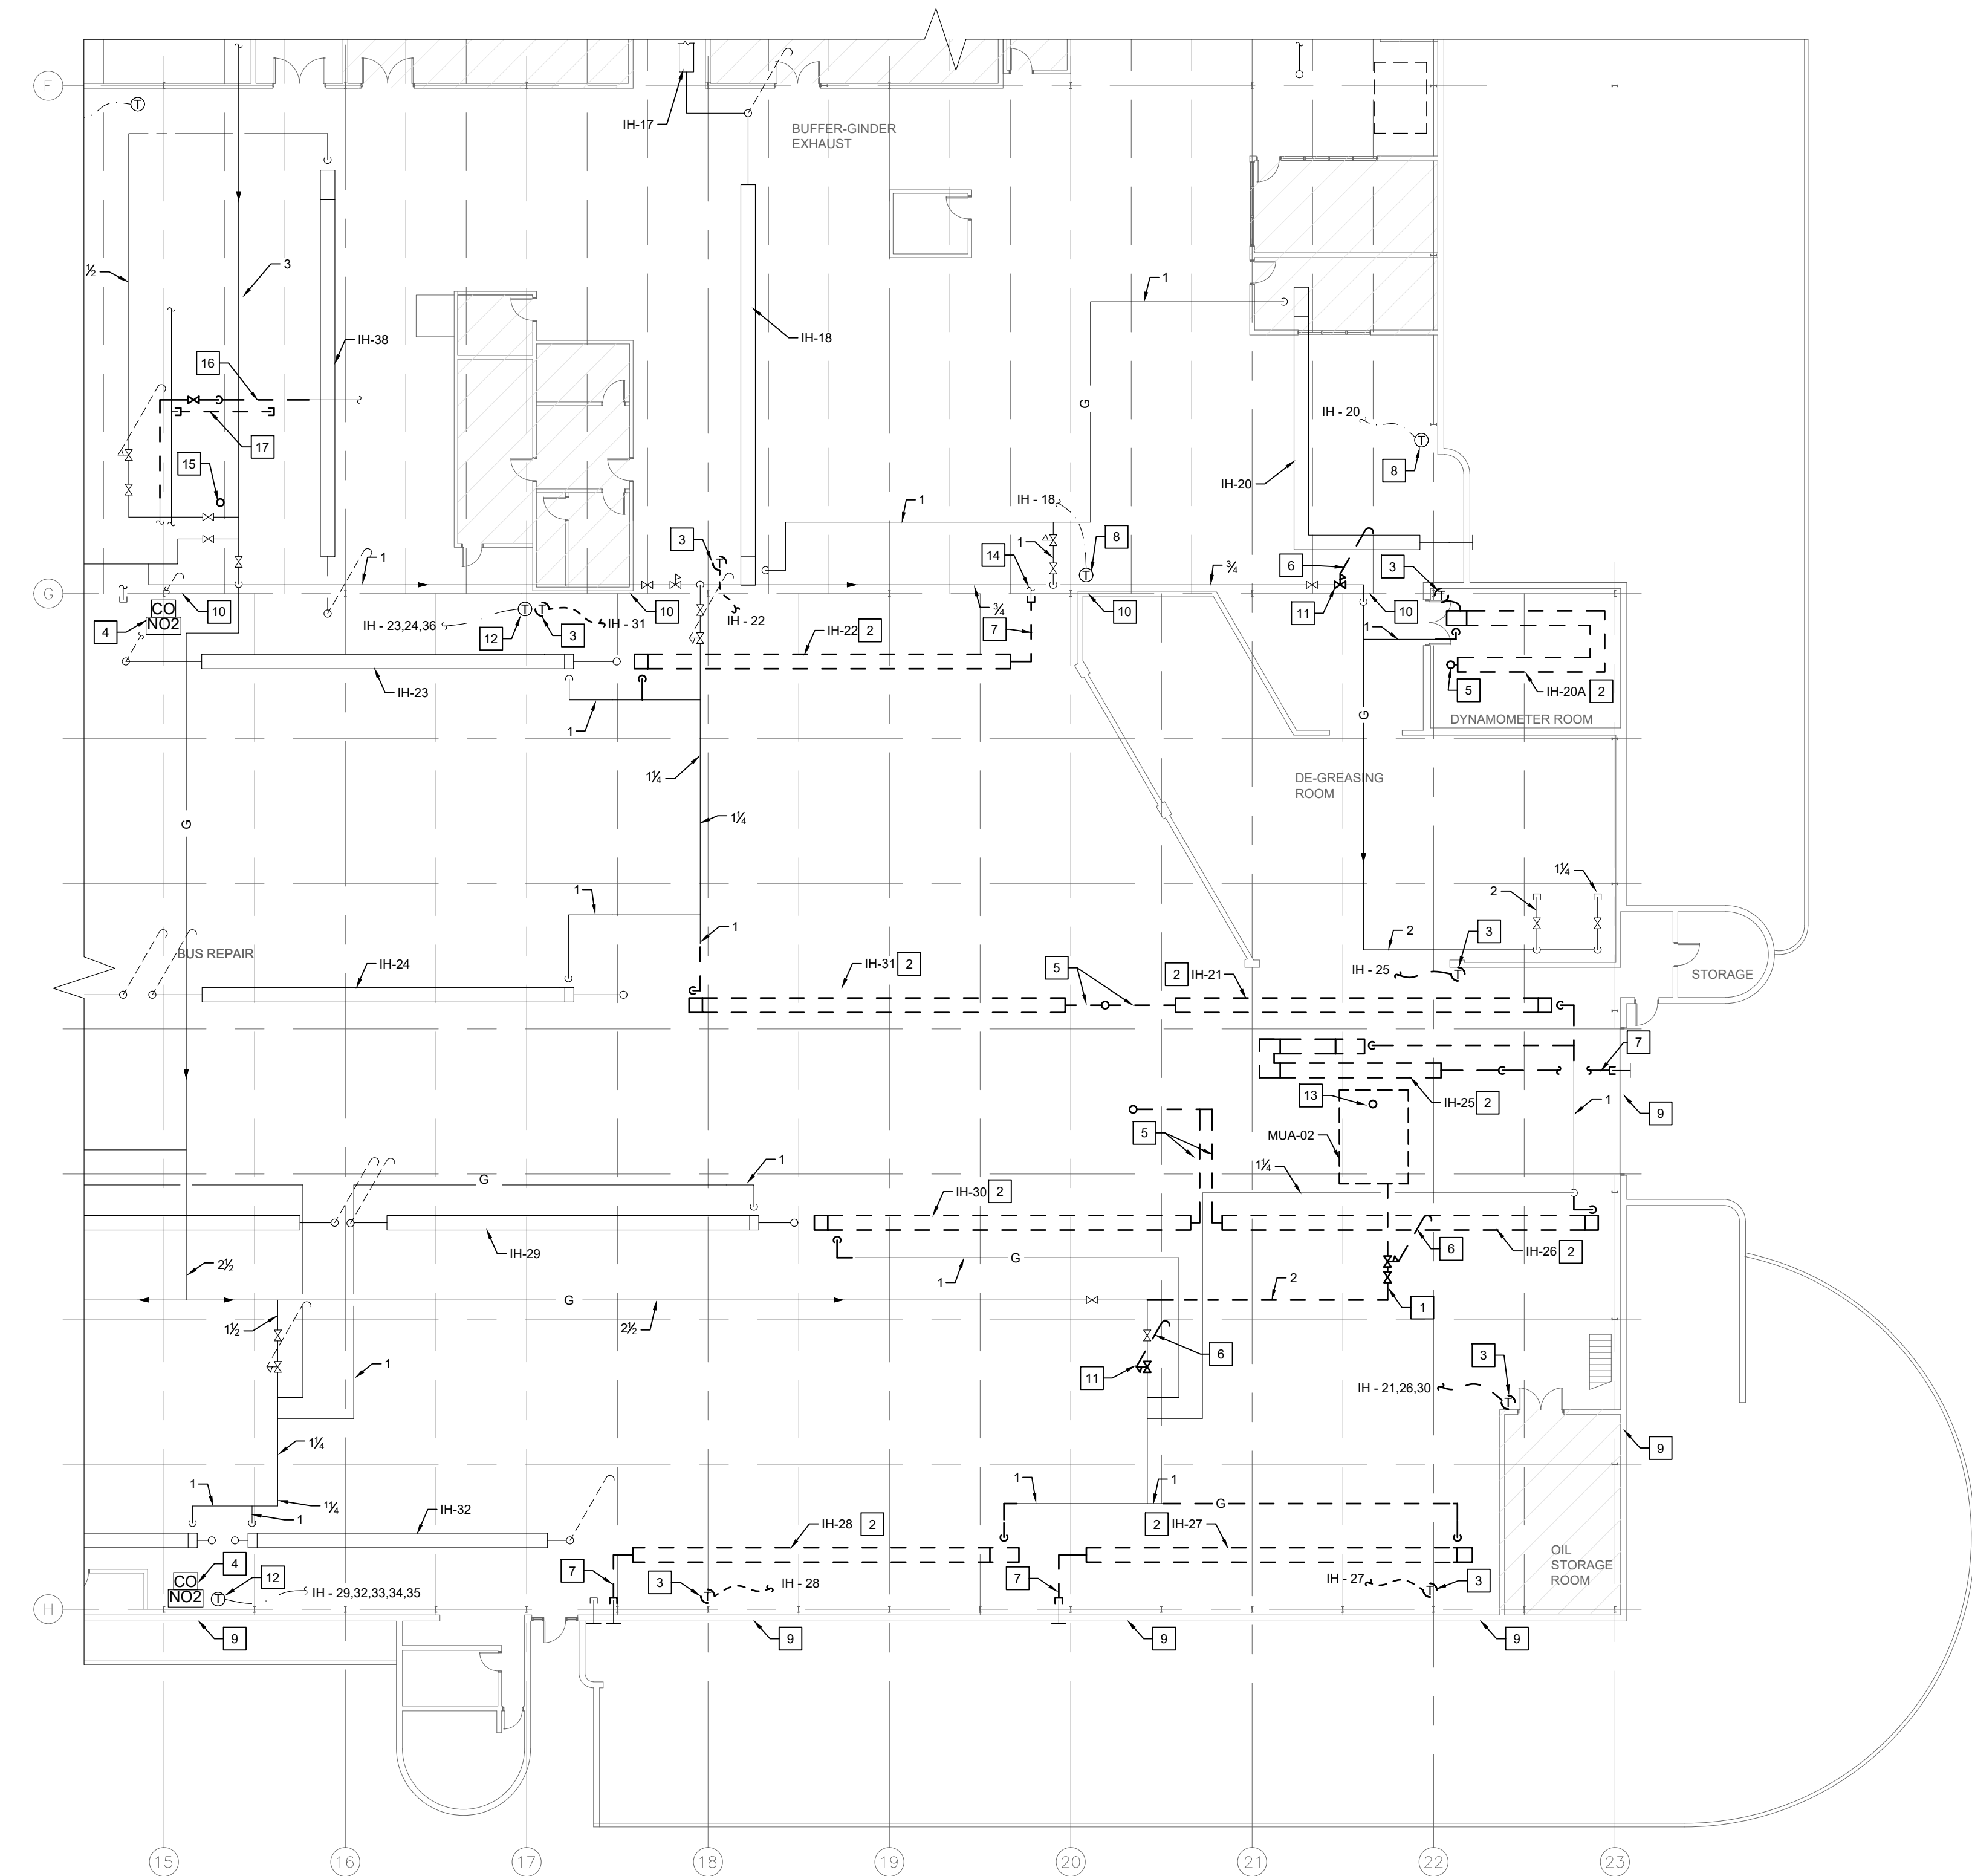 F
T
IH-17
BUFFER-GINDER
EXHAUST
½
3
1
IH-38
IH-18
16
G
IH - 20
T
17
8
15
IH-20
1
IH - 18
3
T
14
1
8
T
6
¾
3
T
1
G
CO
NO2
10
4
IH - 23,24,36
T
12
T
3
IH - 31
10
IH - 22
IH-22
2
7
¾
10
11
10
1
IH-23
5
IH-20A
2
1
DYNAMOMETER ROOM
G
1¼
DE-GREASING
ROOM
1¼
G
1
1¼
2
1
2
3
BUS REPAIR
IH-24
IH-31
2
5
2
IH-21
IH - 25
T
STORAGE
7
13
IH-25
2
1
9
5
MUA-02
1
G
1¼
IH-30
2
IH-29
6
IH-26
2
2½
1
G
2
G
1
1½
2½
6
3
1
11
IH - 21,26,30
T
1¼
9
1
1¼
1
IH-32
1
1
G
IH-28
2
2
IH-27
OIL
STORAGE
ROOM
4
CO
NO2
12
T
IH - 29,32,33,34,35
7
3
T
IH - 28
7
IH - 27
T
3
H
9
9
9
9
15
16
17
18
19
20
21
22
23